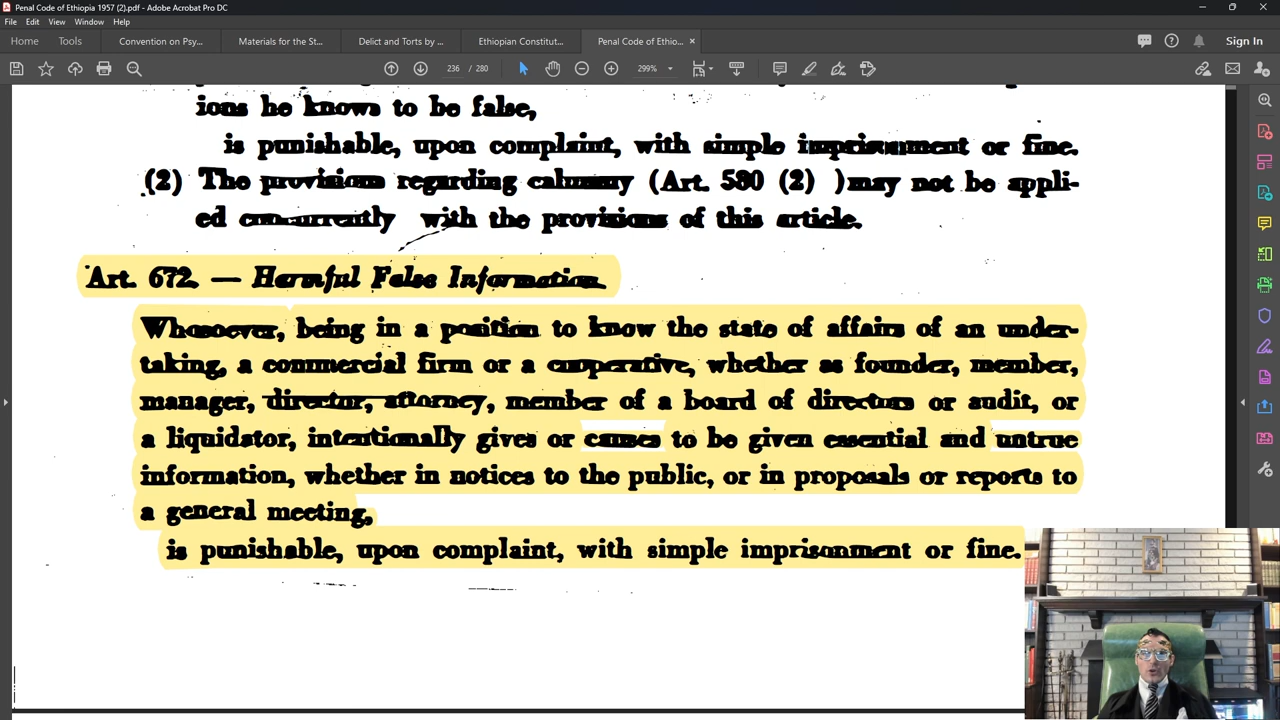 Penal Code of Ethiopia 1957 (2).pdf - Adobe Acrobat Pro DC
File Edit View Window Help
Home Tools Convention on Psy... Materials for the St... Delict and Torts by ... Ethiopian Constitut... Penal Code of Ethio... × Sign In
236 / 280 299%
ions he knows to be false,
is punishable, upon complaint, with simple imprisonment or fine.
(2) The provisions regarding calumny (Art. 580 (2) )may not be appli-
ed concurrently with the provisions of this article.
Art. 672. — Harmful False Information.
Whosoever, being in a position to know the state of affairs of an under-
taking, a commercial firm or a cooperative, whether as founder, member,
manager, director, attorney, member of a board of directors or audit, or
a liquidator, intentionally gives or causes to be given essential and untrue
information, whether in notices to the public, or in proposals or reports to
a general meeting,
is punishable, upon complaint, with simple imprisonment or fine.